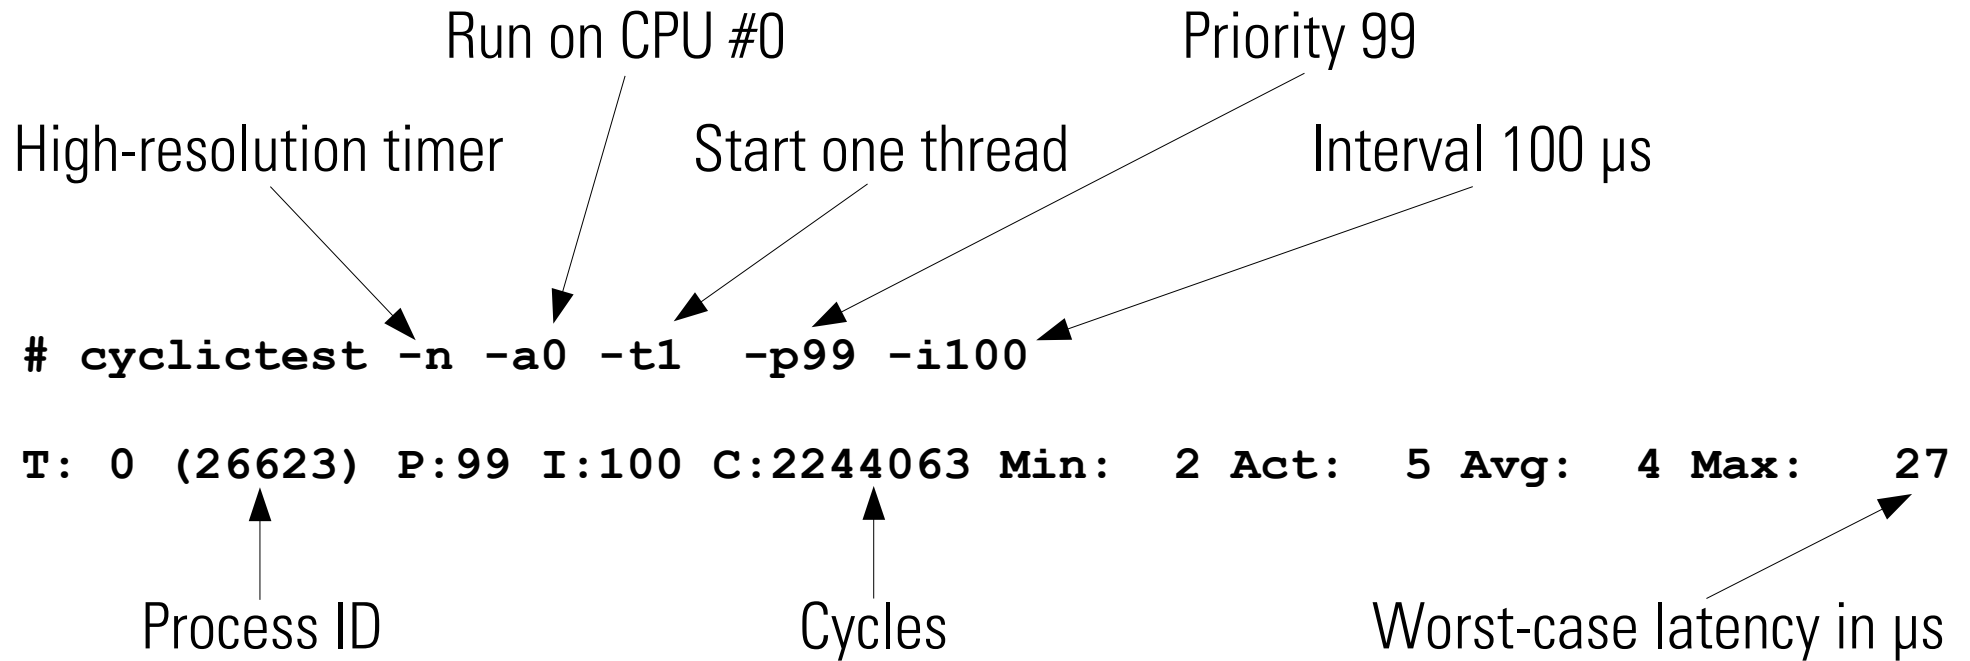 Run on CPU #0 Priority 99
High-resolution timer Start one thread Interval 100 µs
# cyclictest -n -a0 -t1 -p99 -i100
T: 0 (26623) P:99 I:100 C:2244063 Min: 2 Act: 5 Avg: 4 Max: 27
Process ID Cycles Worst-case latency in µs